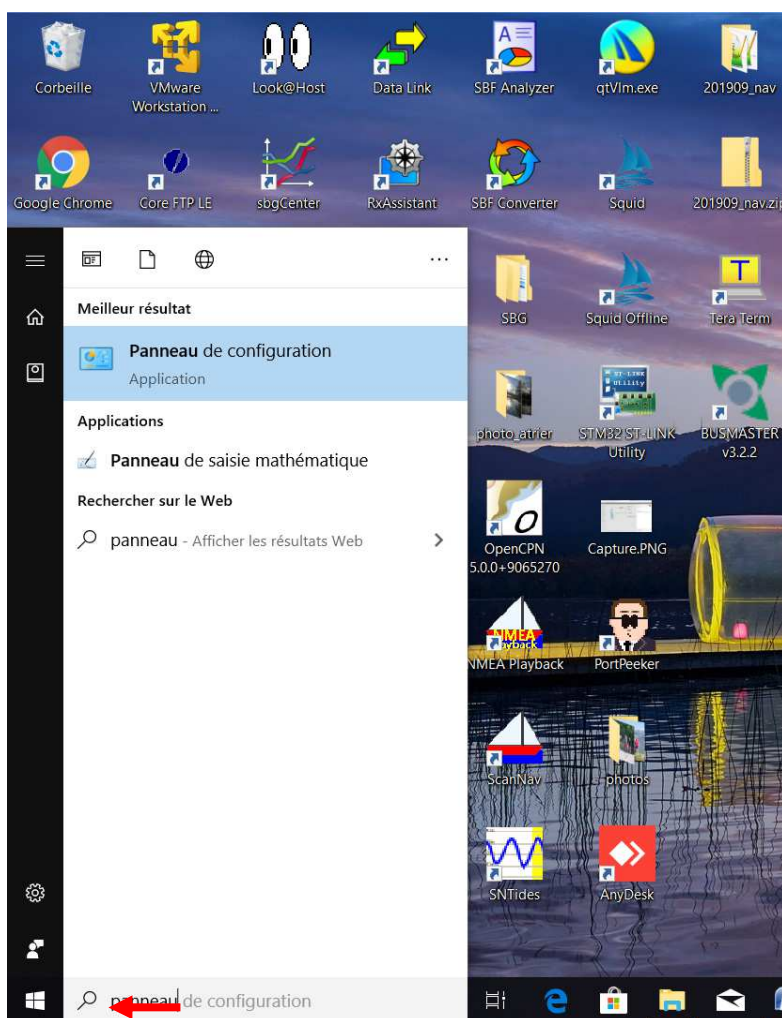 Corbeille
VMware
Workstation ...
Look@Host
Data Link
SBF Analyzer
qtVlm.exe
201909_nav
Google Chrome
Core FTP LE
sbgCenter
RxAssistant
SBF Converter
Squid
201909_nav.zip
Meilleur résultat
Panneau de configuration
Application
Applications
Panneau de saisie mathématique
Rechercher sur le Web
panneau - Afficher les résultats Web
panneau de configuration
SBG
Squid Offline
Tera Term
photo_atrier
STM32 ST-LINK
Utility
BUSMASTER
v3.2.2
OpenCPN
5.0.0+9065270
Capture.PNG
NMEA Playback
PortPeeker
ScanNav
photos
SNTides
AnyDesk